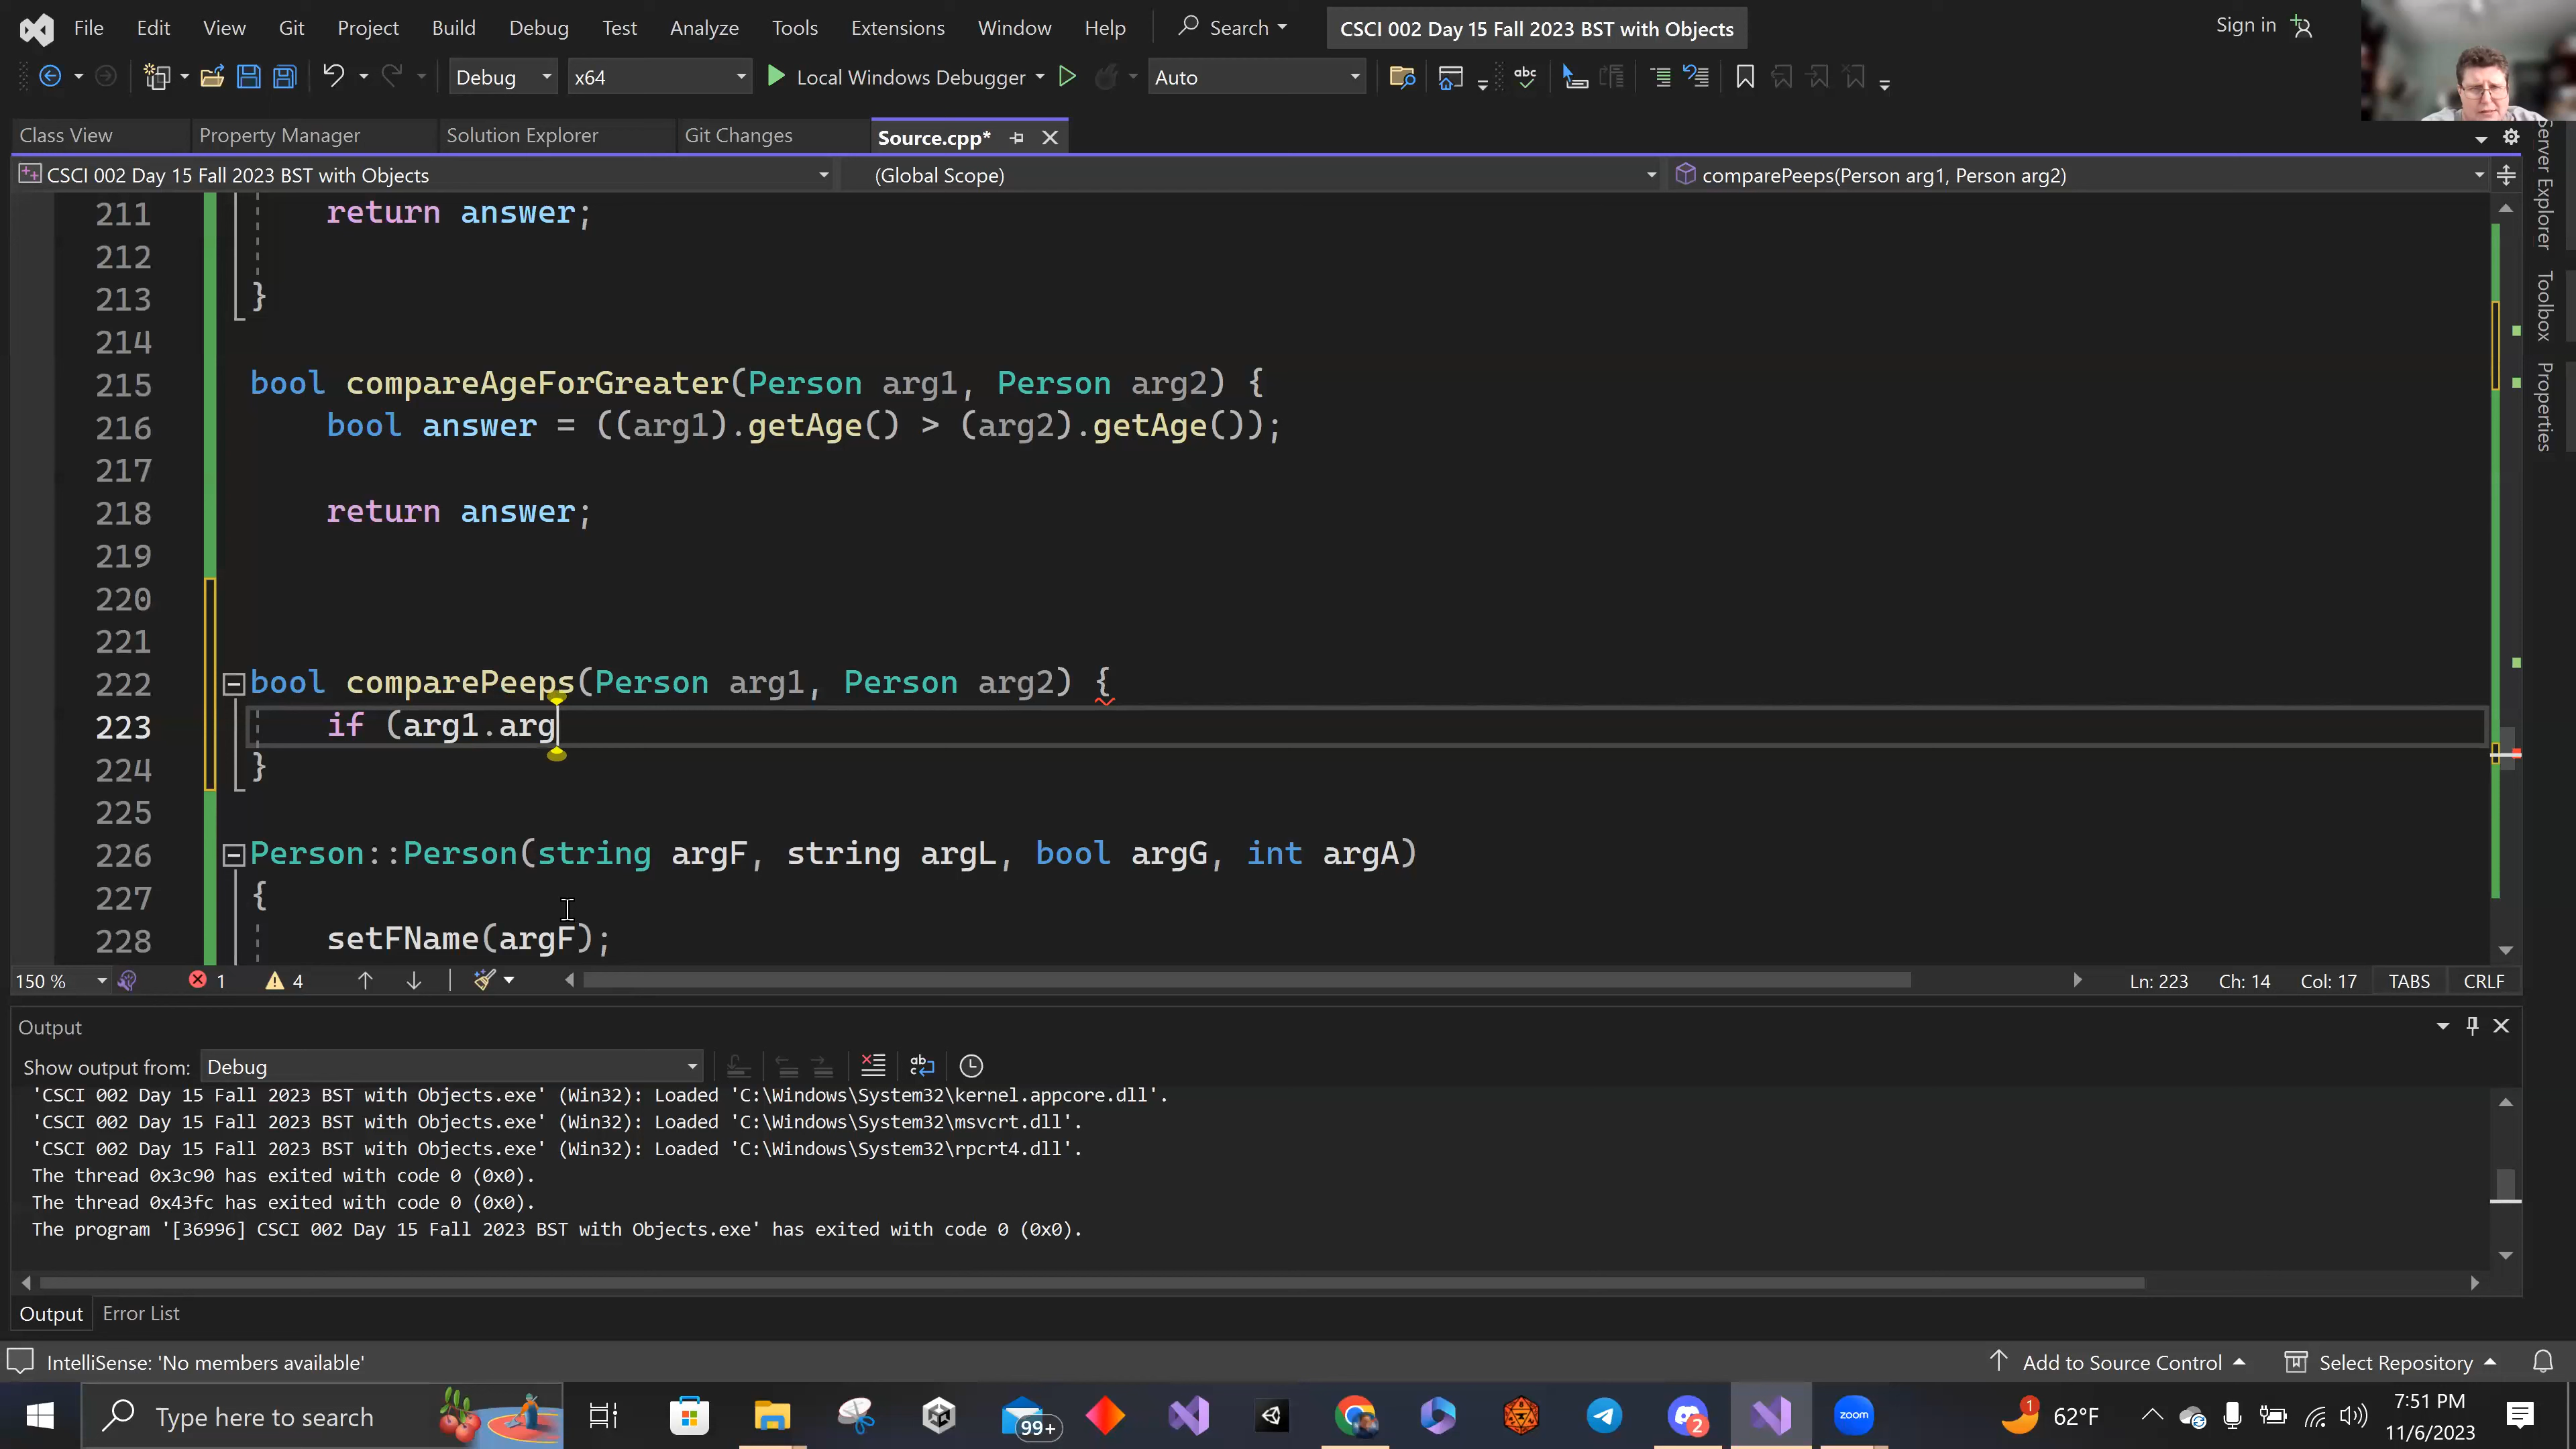 File Edit View Git Project Build Debug Test Analyze Tools Extensions Window Help Search CSCI 002 Day 15 Fall 2023 BST with Objects Sign in
Debug x64 Local Windows Debugger Auto
Class View Property Manager Solution Explorer Git Changes Source.cpp*
CSCI 002 Day 15 Fall 2023 BST with Objects (Global Scope) comparePeeps(Person arg1, Person arg2)
211 return answer;
212
213 }
214
215 bool compareAgeForGreater(Person arg1, Person arg2) {
216 bool answer = ((arg1).getAge() > (arg2).getAge());
217
218 return answer;
219
220
221
222 bool comparePeeps(Person arg1, Person arg2) {
223 if (arg1.arg
224 }
225
226 Person::Person(string argF, string argL, bool argG, int argA)
227 {
228 setFName(argF);
150 % 1 4 Ln: 223 Ch: 14 Col: 17 TABS CRLF
Output
Show output from: Debug
'CSCI 002 Day 15 Fall 2023 BST with Objects.exe' (Win32): Loaded 'C:\Windows\System32\kernel.appcore.dll'.
'CSCI 002 Day 15 Fall 2023 BST with Objects.exe' (Win32): Loaded 'C:\Windows\System32\msvcrt.dll'.
'CSCI 002 Day 15 Fall 2023 BST with Objects.exe' (Win32): Loaded 'C:\Windows\System32\rpcrt4.dll'.
The thread 0x3c90 has exited with code 0 (0x0).
The thread 0x43fc has exited with code 0 (0x0).
The program '[36996] CSCI 002 Day 15 Fall 2023 BST with Objects.exe' has exited with code 0 (0x0).
Output Error List
IntelliSense: 'No members available' Add to Source Control Select Repository
Type here to search 99+ 2 zoom 1 62°F 7:51 PM
11/6/2023
Server Explorer
Toolbox
Properties